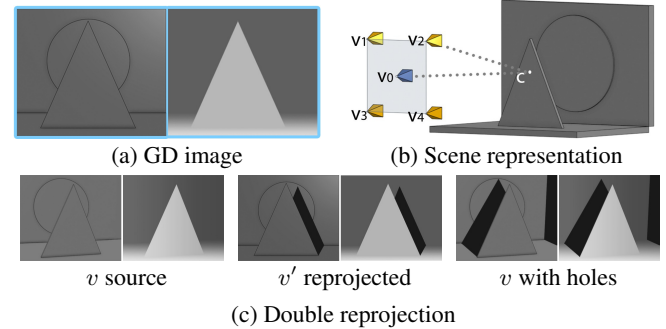 V1 V2
V0
C
V3 V4
(a) GD image (b) Scene representation
v source v′ reprojected v with holes
(c) Double reprojection